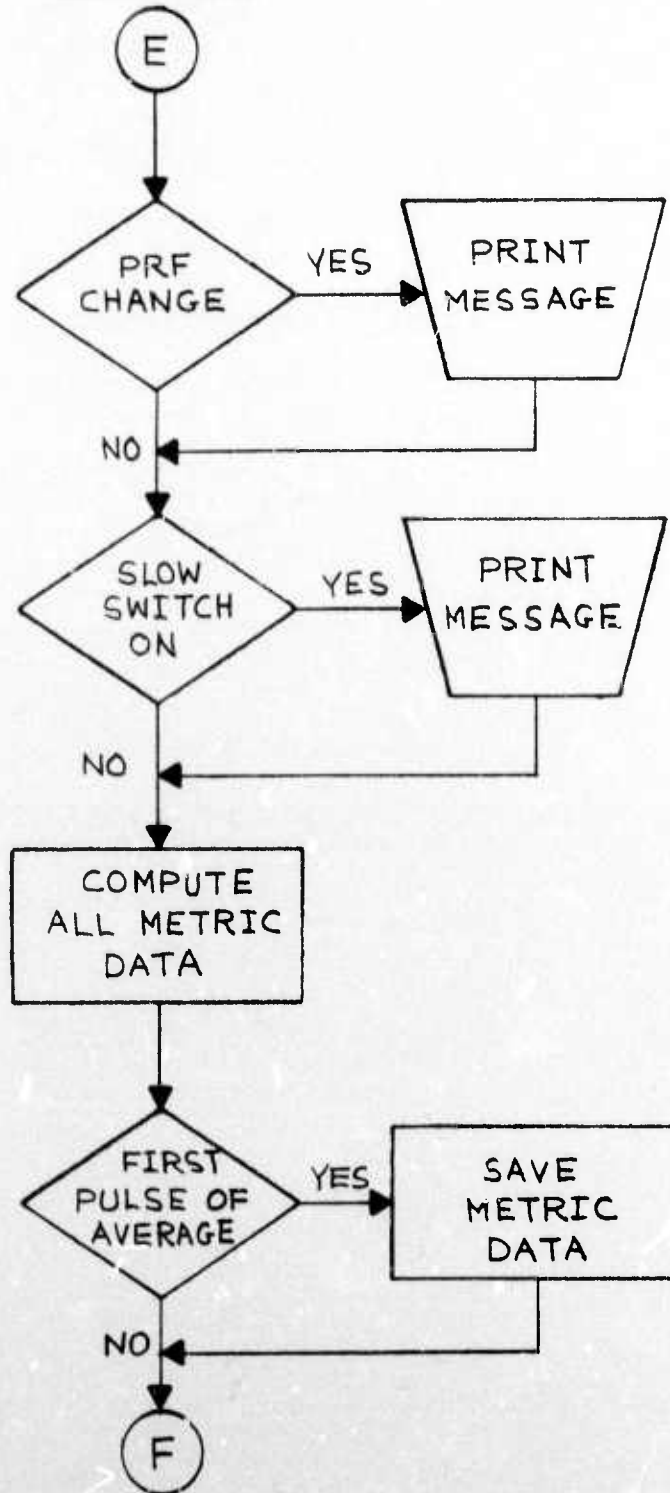 E
PRF
CHANGE
YES
PRINT
MESSAGE
NO
SLOW
SWITCH
ON
YES
PRINT
MESSAGE
NO
COMPUTE
ALL METRIC
DATA
FIRST
PULSE OF
AVERAGE
YES
SAVE
METRIC
DATA
NO
F